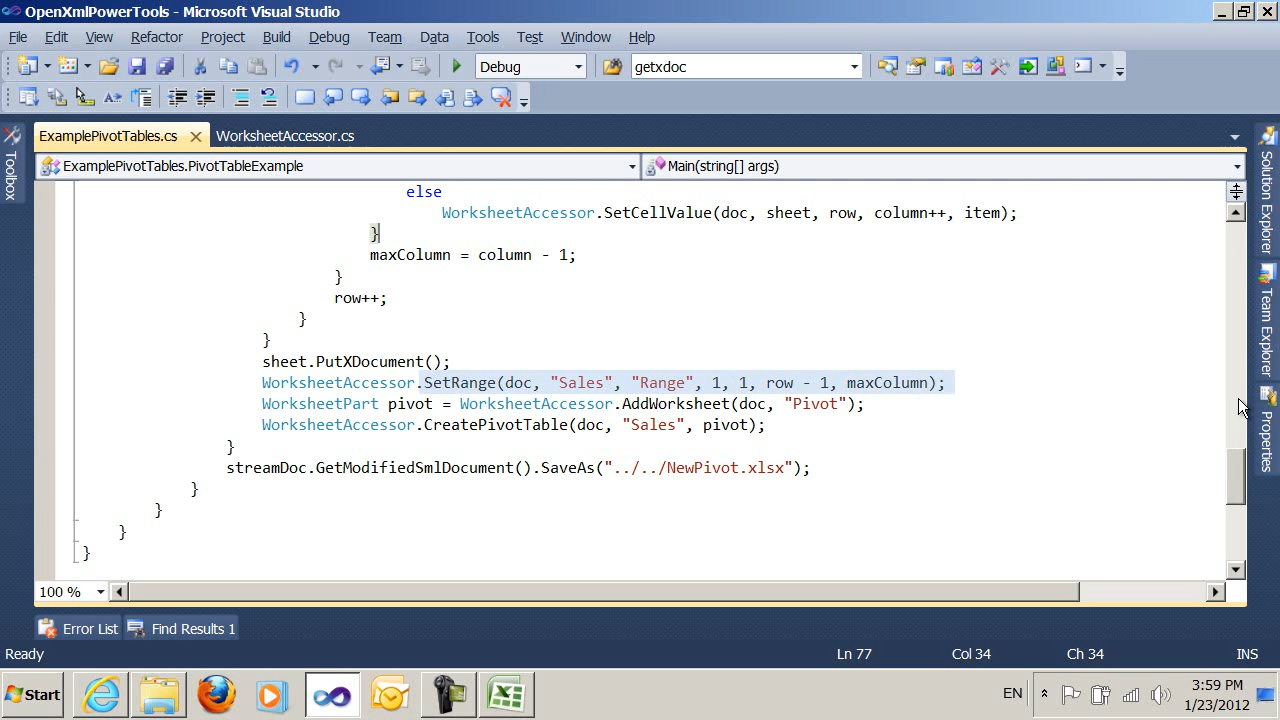 OpenXmlPowerTools - Microsoft Visual Studio
File Edit View Refactor Project Build Debug Team Data Tools Test Window Help
Debug getxdoc
ExamplePivotTables.cs WorksheetAccessor.cs
ExamplePivotTables.PivotTableExample Main(string[] args)
Toolbox
Solution Explorer
Team Explorer
Properties
else
WorksheetAccessor.SetCellValue(doc, sheet, row, column++, item);
}
maxColumn = column - 1;
}
row++;
}
}
sheet.PutXDocument();
WorksheetAccessor.SetRange(doc, "Sales", "Range", 1, 1, row - 1, maxColumn);
WorksheetPart pivot = WorksheetAccessor.AddWorksheet(doc, "Pivot");
WorksheetAccessor.CreatePivotTable(doc, "Sales", pivot);
}
streamDoc.GetModifiedSmlDocument().SaveAs("../../NewPivot.xlsx");
}
}
}
}
100 %
Error List Find Results 1
Ready Ln 77 Col 34 Ch 34 INS
Start EN 3:59 PM
1/23/2012